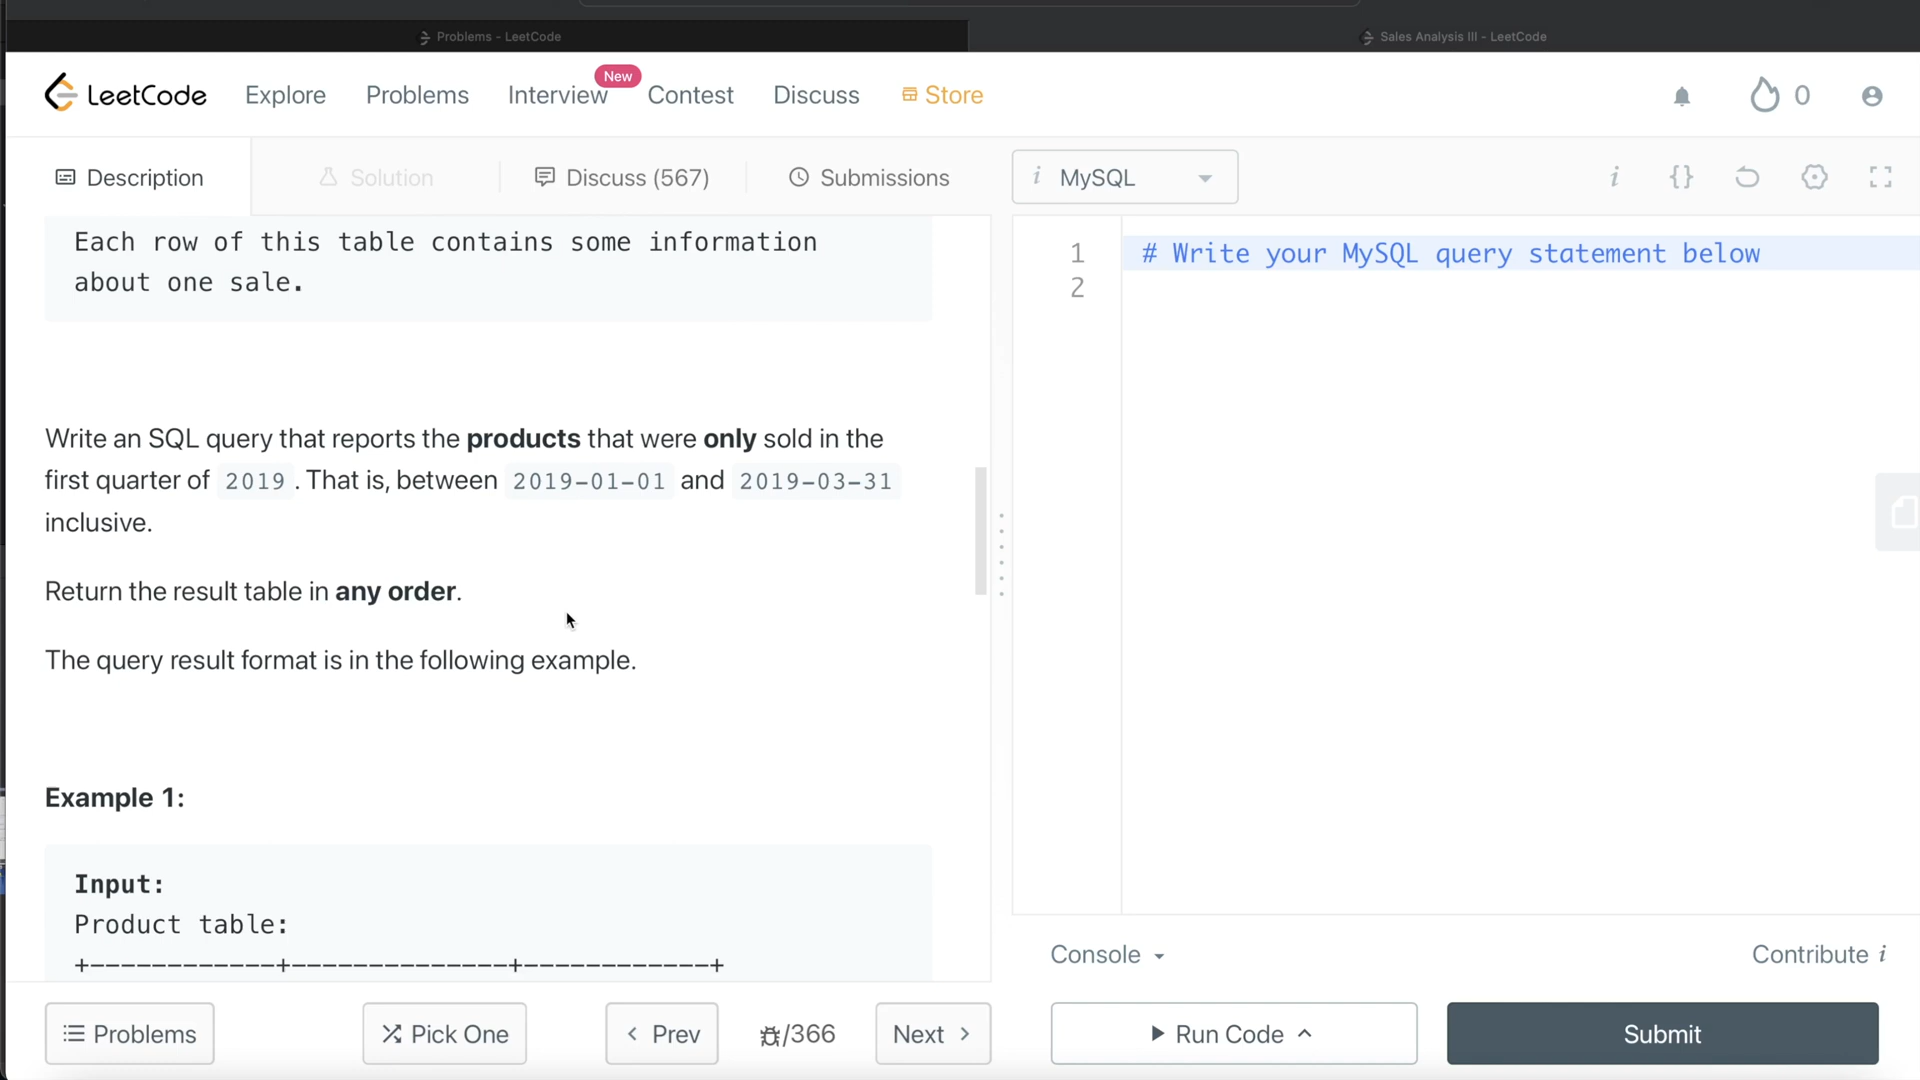 Problems - LeetCode
Sales Analysis III - LeetCode
LeetCode Explore Problems Interview New Contest Discuss Store 0
Description Solution Discuss (567) Submissions
i MySQL i {}
Each row of this table contains some information
about one sale.
Write an SQL query that reports the products that were only sold in the
first quarter of 2019. That is, between 2019-01-01 and 2019-03-31
inclusive.
Return the result table in any order.
The query result format is in the following example.
Example 1:
Input:
Product table:
+------------+--------------+------------+
1 # Write your MySQL query statement below
2
Console Contribute i
Problems Pick One Prev /366 Next Run Code Submit